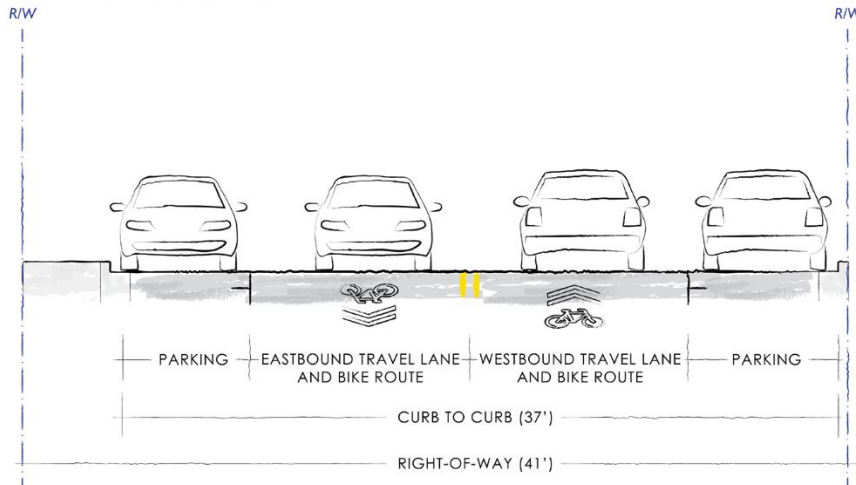 R/W
R/W
PARKING
EASTBOUND TRAVEL LANE
AND BIKE ROUTE
WESTBOUND TRAVEL LANE
AND BIKE ROUTE
PARKING
CURB TO CURB (37')
RIGHT-OF-WAY (41')